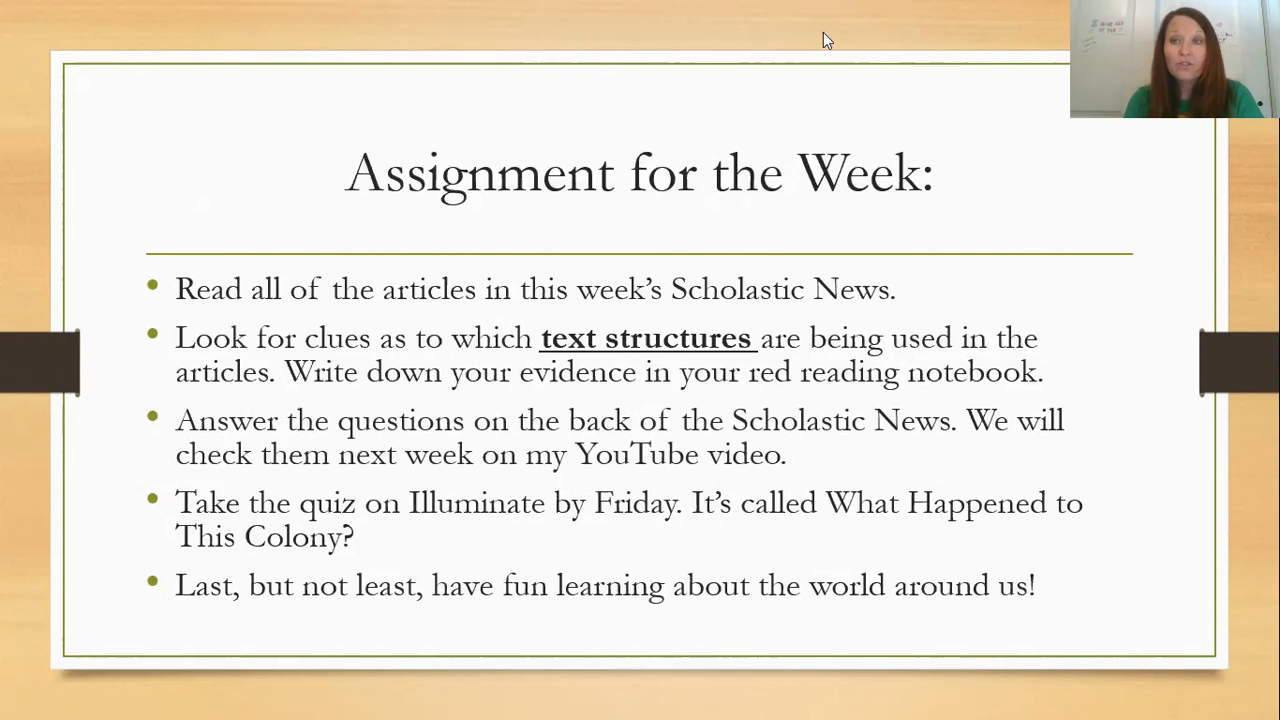 Assignment for the Week:
Read all of the articles in this week's Scholastic News.
Look for clues as to which text structures are being used in the
articles. Write down your evidence in your red reading notebook.
Answer the questions on the back of the Scholastic News. We will
check them next week on my YouTube video.
Take the quiz on Illuminate by Friday. It's called What Happened to
This Colony?
Last, but not least, have fun learning about the world around us!